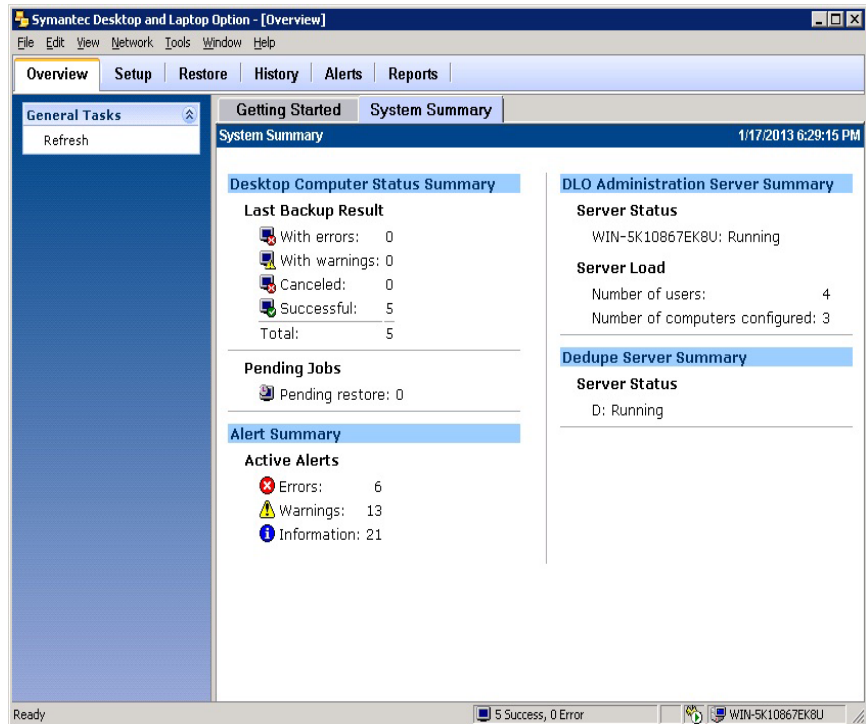 Symantec Desktop and Laptop Option - [Overview]
File Edit View Network Tools Window Help
Overview Setup Restore History Alerts Reports
General Tasks
Refresh
Getting Started System Summary
System Summary 1/17/2013 6:29:15 PM
Desktop Computer Status Summary
Last Backup Result
With errors: 0
With warnings: 0
Canceled: 0
Successful: 5
Total: 5
Pending Jobs
Pending restore: 0
Alert Summary
Active Alerts
Errors: 6
Warnings: 13
Information: 21
DLO Administration Server Summary
Server Status
WIN-5K10867EK8U: Running
Server Load
Number of users: 4
Number of computers configured: 3
Dedupe Server Summary
Server Status
D: Running
Ready 5 Success, 0 Error WIN-5K10867EK8U